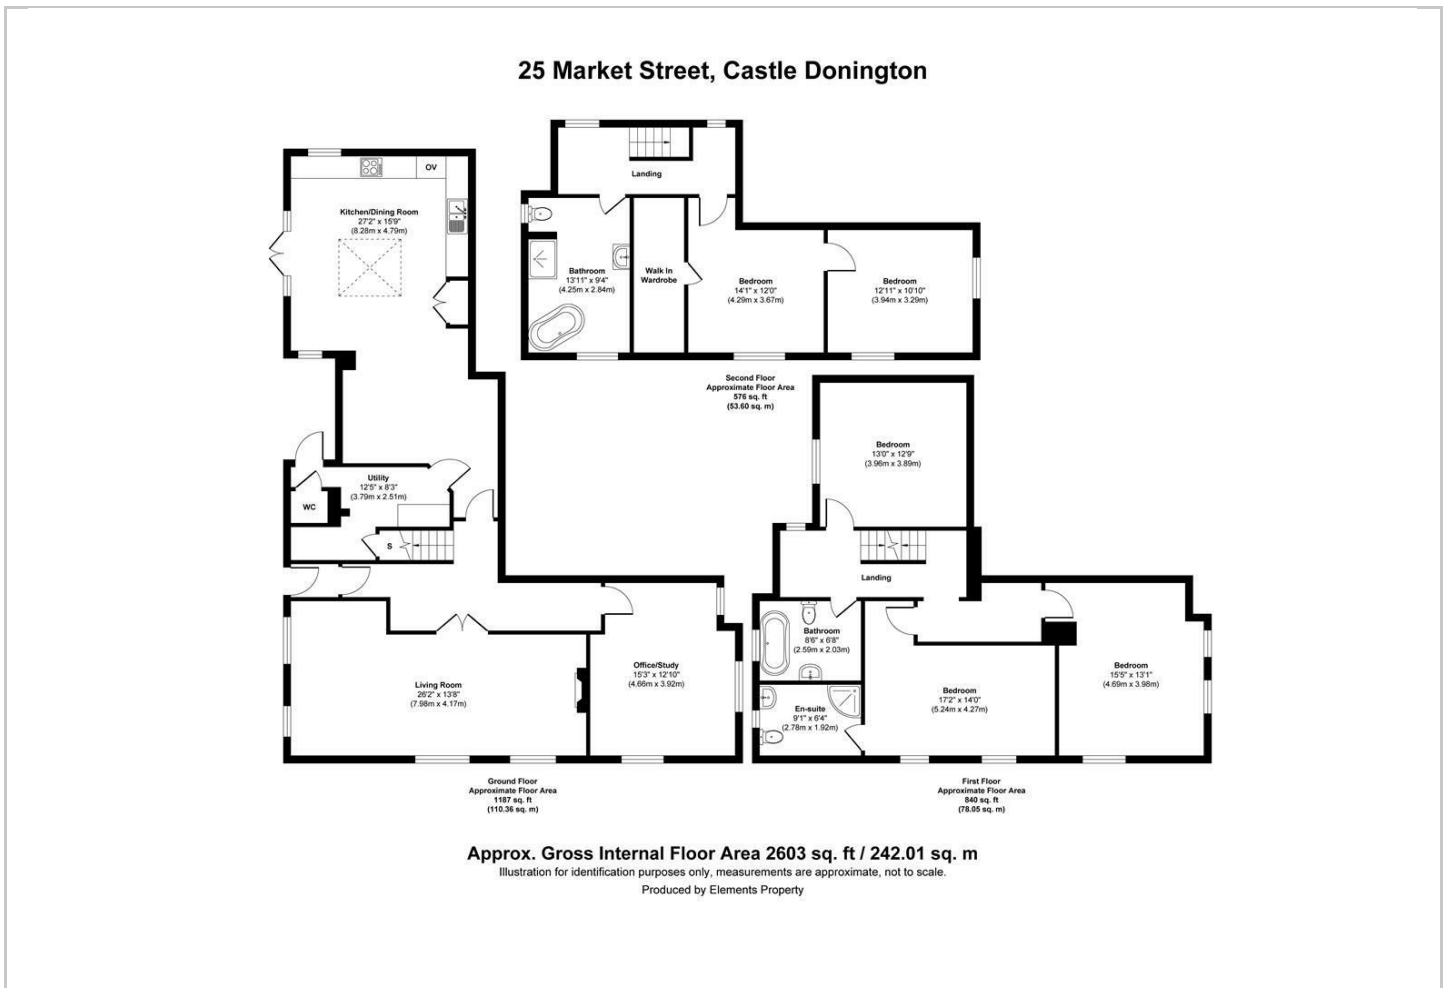 25 Market Street, Castle Donington
OV
Kitchen/Dining Room
27'2" x 15'9"
(8.28m x 4.79m)
Utility
12'5" x 8'3"
(3.79m x 2.51m)
WC
S
Living Room
26'2" x 13'8"
(7.98m x 4.17m)
Office/Study
15'3" x 12'10"
(4.66m x 3.92m)
Ground Floor
Approximate Floor Area
1187 sq. ft
(110.36 sq. m)
Landing
Bathroom
13'11" x 9'4"
(4.25m x 2.84m)
Walk In
Wardrobe
Bedroom
14'1" x 12'0"
(4.29m x 3.67m)
Bedroom
12'11" x 10'10"
(3.94m x 3.29m)
Second Floor
Approximate Floor Area
576 sq. ft
(53.60 sq. m)
Bedroom
13'0" x 12'9"
(3.96m x 3.89m)
Landing
Bathroom
8'6" x 6'8"
(2.59m x 2.03m)
En-suite
9'1" x 6'4"
(2.78m x 1.92m)
Bedroom
17'2" x 14'0"
(5.24m x 4.27m)
Bedroom
15'5" x 13'1"
(4.69m x 3.98m)
First Floor
Approximate Floor Area
840 sq. ft
(78.05 sq. m)
Approx. Gross Internal Floor Area 2603 sq. ft / 242.01 sq. m
Illustration for identification purposes only, measurements are approximate, not to scale.
Produced by Elements Property